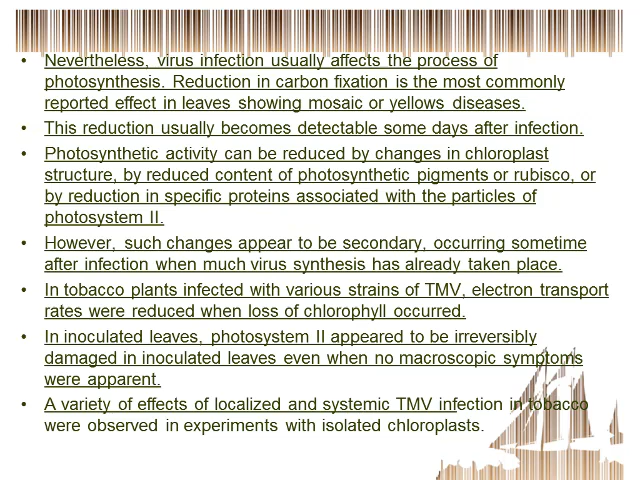 • Nevertheless, virus infection usually affects the process of
photosynthesis. Reduction in carbon fixation is the most commonly
reported effect in leaves showing mosaic or yellows diseases.
• This reduction usually becomes detectable some days after infection.
• Photosynthetic activity can be reduced by changes in chloroplast
structure, by reduced content of photosynthetic pigments or rubisco, or
by reduction in specific proteins associated with the particles of
photosystem II.
• However, such changes appear to be secondary, occurring sometime
after infection when much virus synthesis has already taken place.
• In tobacco plants infected with various strains of TMV, electron transport
rates were reduced when loss of chlorophyll occurred.
• In inoculated leaves, photosystem II appeared to be irreversibly
damaged in inoculated leaves even when no macroscopic symptoms
were apparent.
• A variety of effects of localized and systemic TMV infection in tobacco
were observed in experiments with isolated chloroplasts.